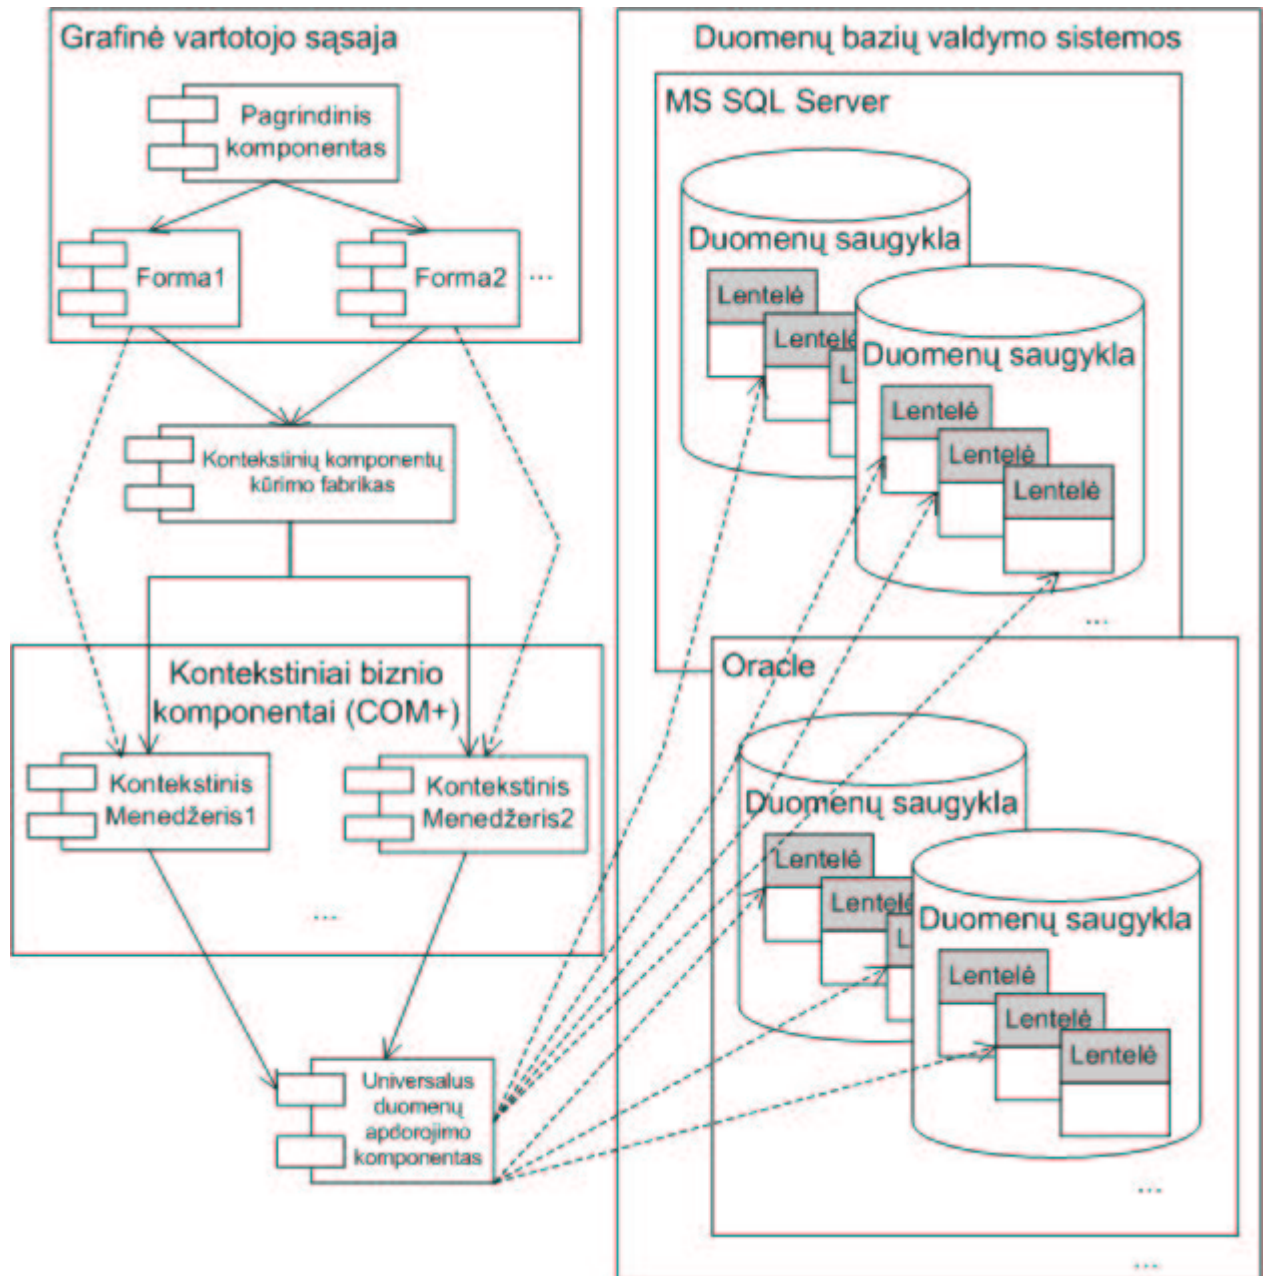 Grafinė vartotojo sąsaja
Pagrindinis
komponentas
Forma1
Forma2
...
Kontekstinių komponentų
kūrimo fabrikas
Kontekstiniai biznio
komponentai (COM+)
Kontekstinis
Menedžeris1
Kontekstinis
Menedžeris2
...
Universalus
duomenų
apdorojimo
komponentas
Duomenų bazių valdymo sistemos
MS SQL Server
Duomenų saugykla
Lentelė
Lentelė
L
Duomenų saugykla
Lentelė
Lentelė
Lentelė
...
Oracle
Duomenų saugykla
Lentelė
Lentelė
L
Duomenų saugykla
Lentelė
Lentelė
Lentelė
...
...